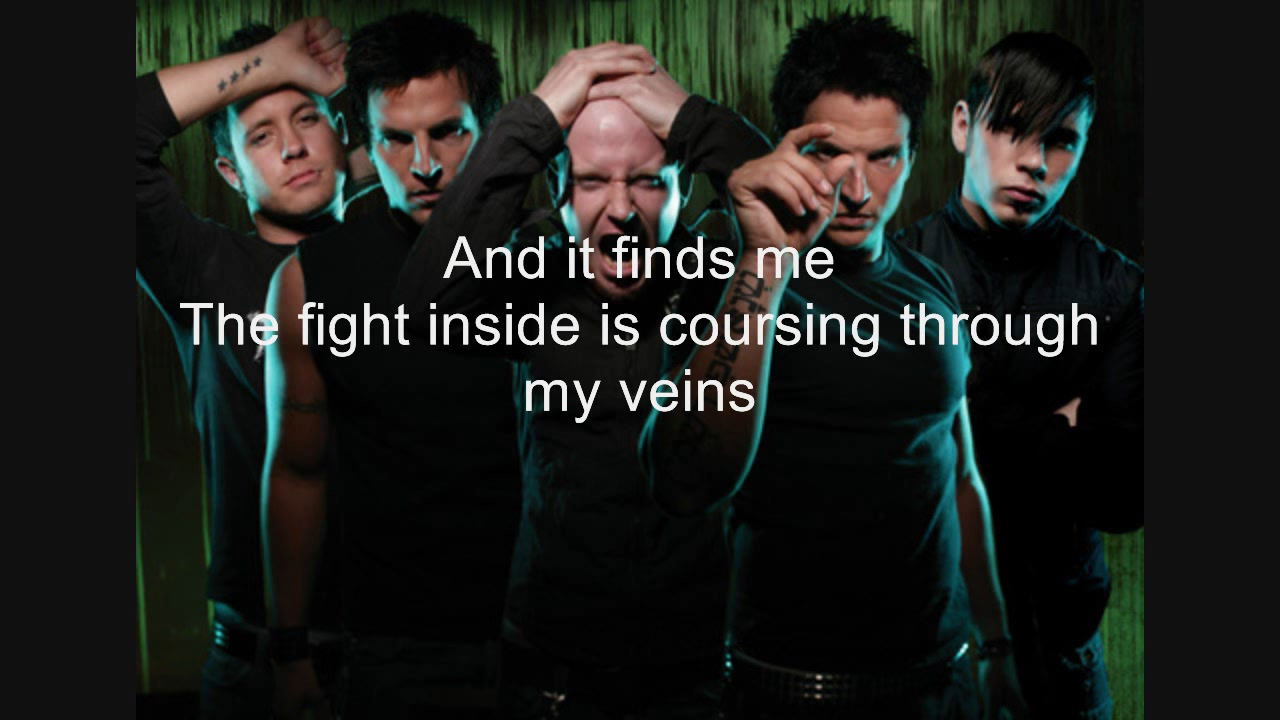 And it finds me
The fight inside is coursing through
my veins